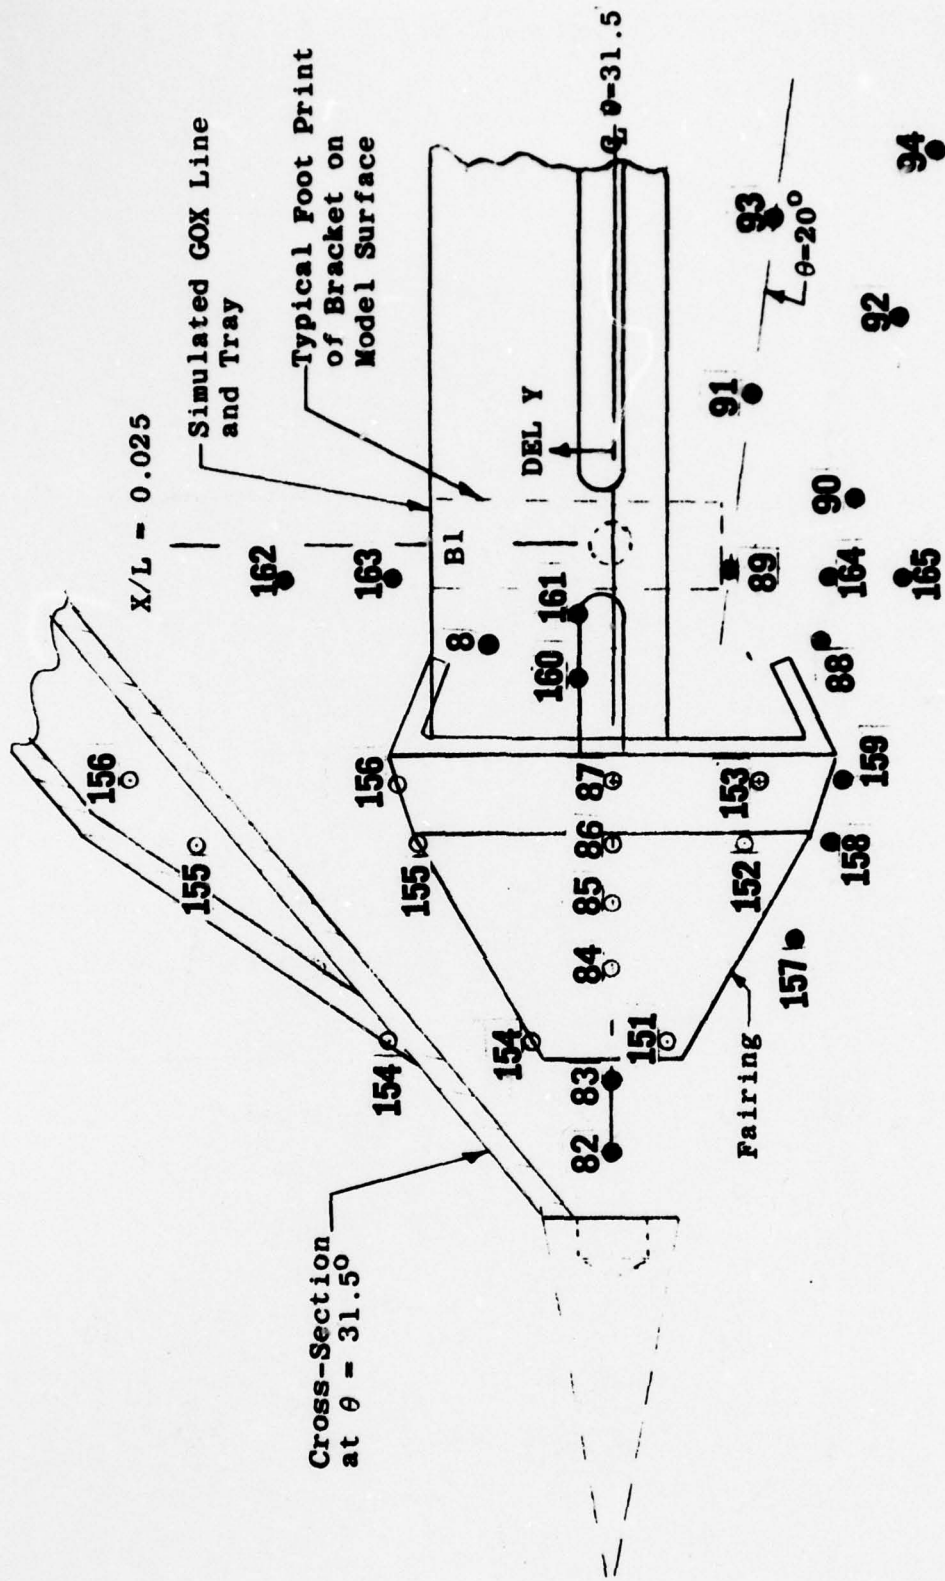 X/L = 0.025
Simulated GOX Line
and Tray
Typical Foot Print
of Bracket on
Model Surface
Cross-Section
at θ = 31.5°
156
155
154
162
163
8
B1
DEL Y
156
155
154
160
161
82
83
84
85
86
87
℄ θ=31.5
151
152
153
89
91
93
θ=20°
Fairing
157
158
159
88
164
165
90
92
94